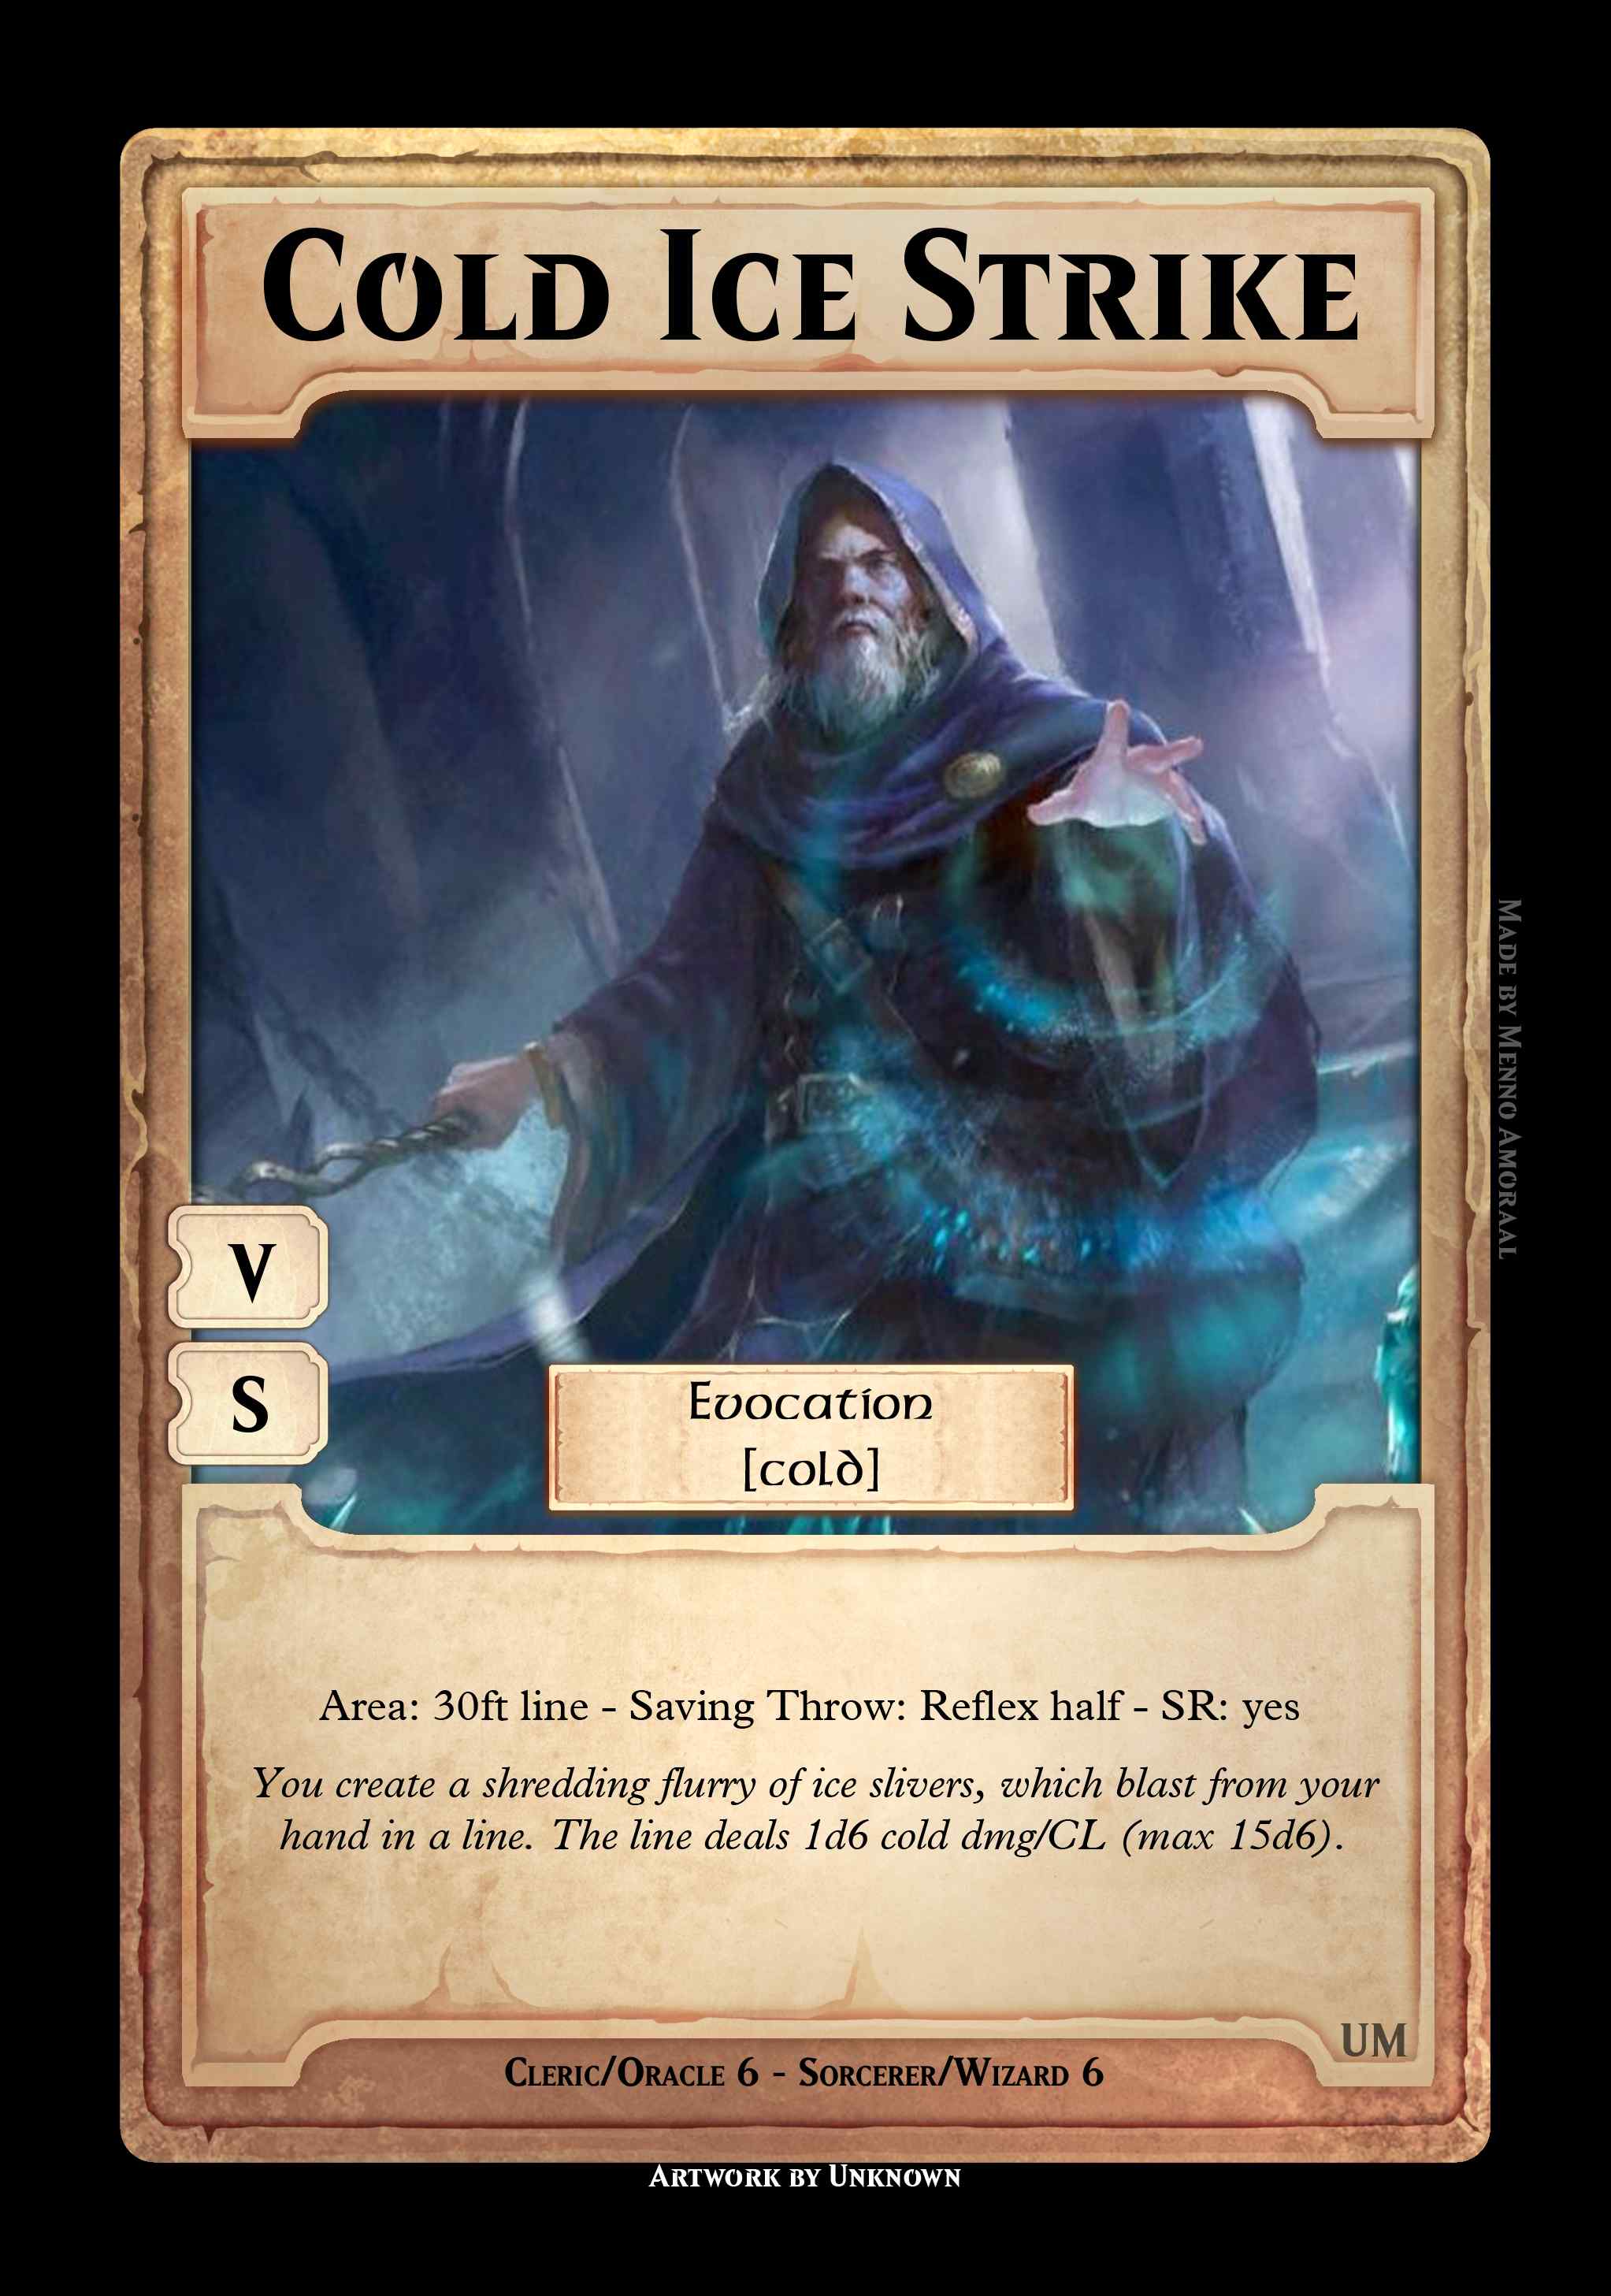 Cold Ice Strike
V
S
Evocation
[cold]
Area: 30ft line - Saving Throw: Reflex half - SR: yes
You create a shredding flurry of ice slivers, which blast from your
hand in a line. The line deals 1d6 cold dmg/CL (max 15d6).
UM
Cleric/Oracle 6 - Sorcerer/Wizard 6
Artwork by Unknown
Made by Menno Amoraal